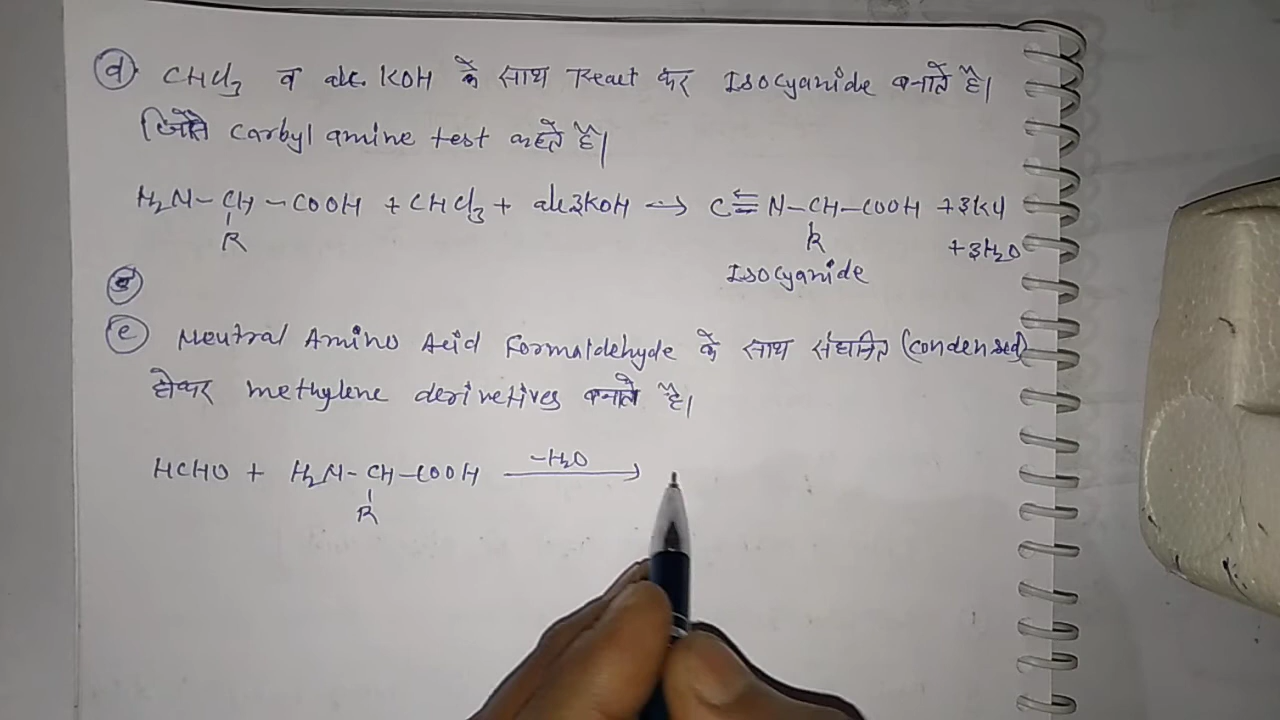 (d) CHCl3 व alc. KOH के साथ React कर Isocyanide बनाते है।
जिसे Carbyl amine test कहते है।
H2N-CH-COOH + CHCl3 + alc3KOH → C≡N-CH-COOH +3KCl
R R +3H2O
Isocyanide
(e) Neutral Amino Acid Formaldehyde के साथ संघनित (condensed)
होकर methylene derivetives बनाते है।
HCHO + H2N-CH-COOH -H2O →
R